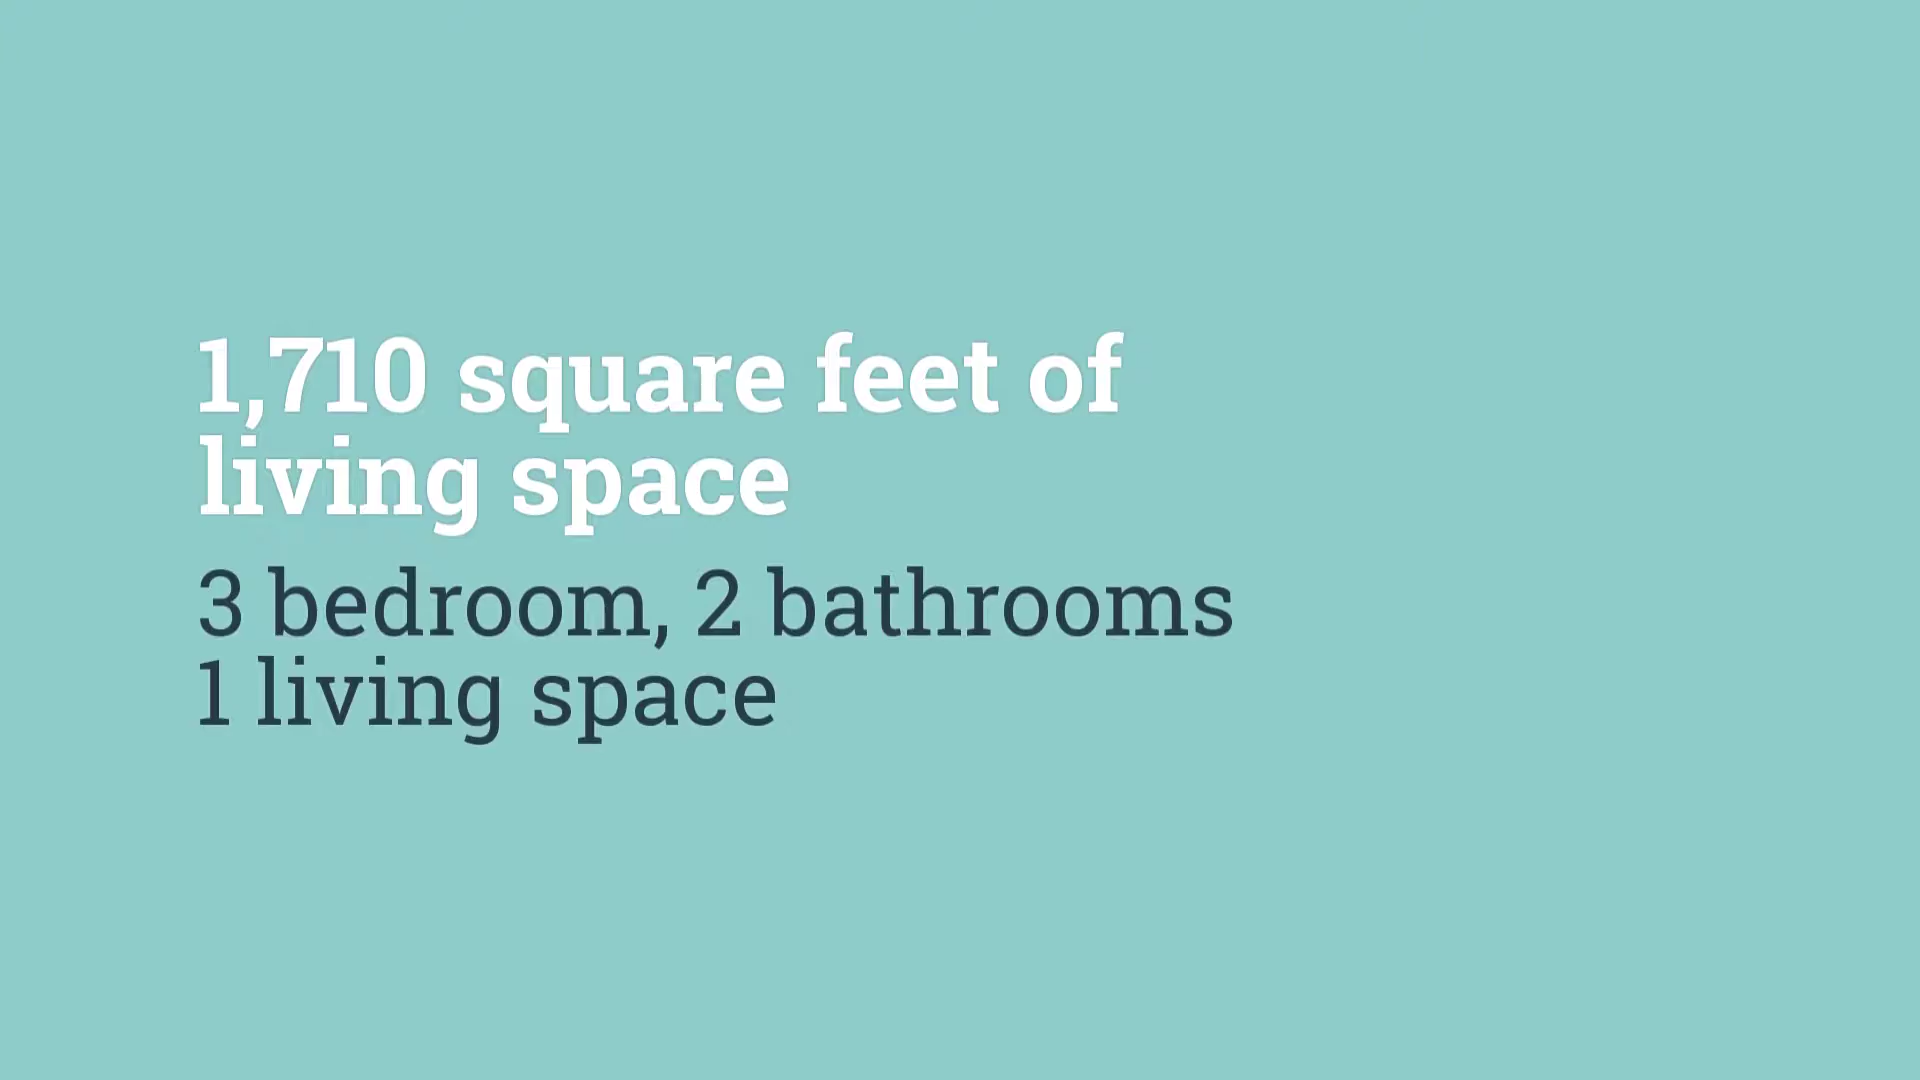 1,710 square feet of
living space
3 bedroom, 2 bathrooms
1 living space